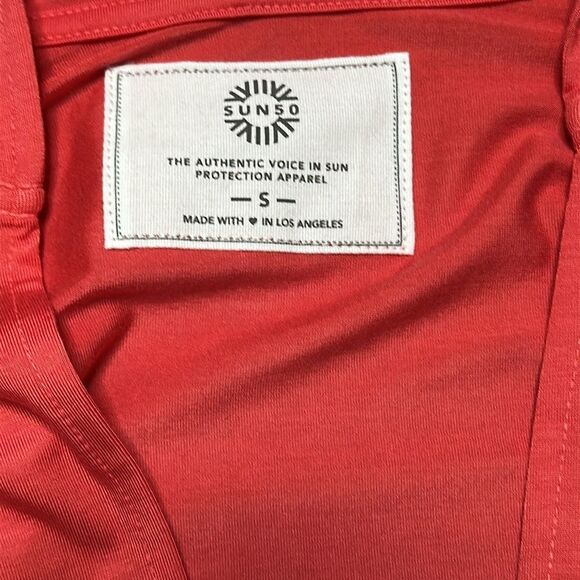 SUN50
THE AUTHENTIC VOICE IN SUN
PROTECTION APPAREL
— S —
MADE WITH ♥ IN LOS ANGELES